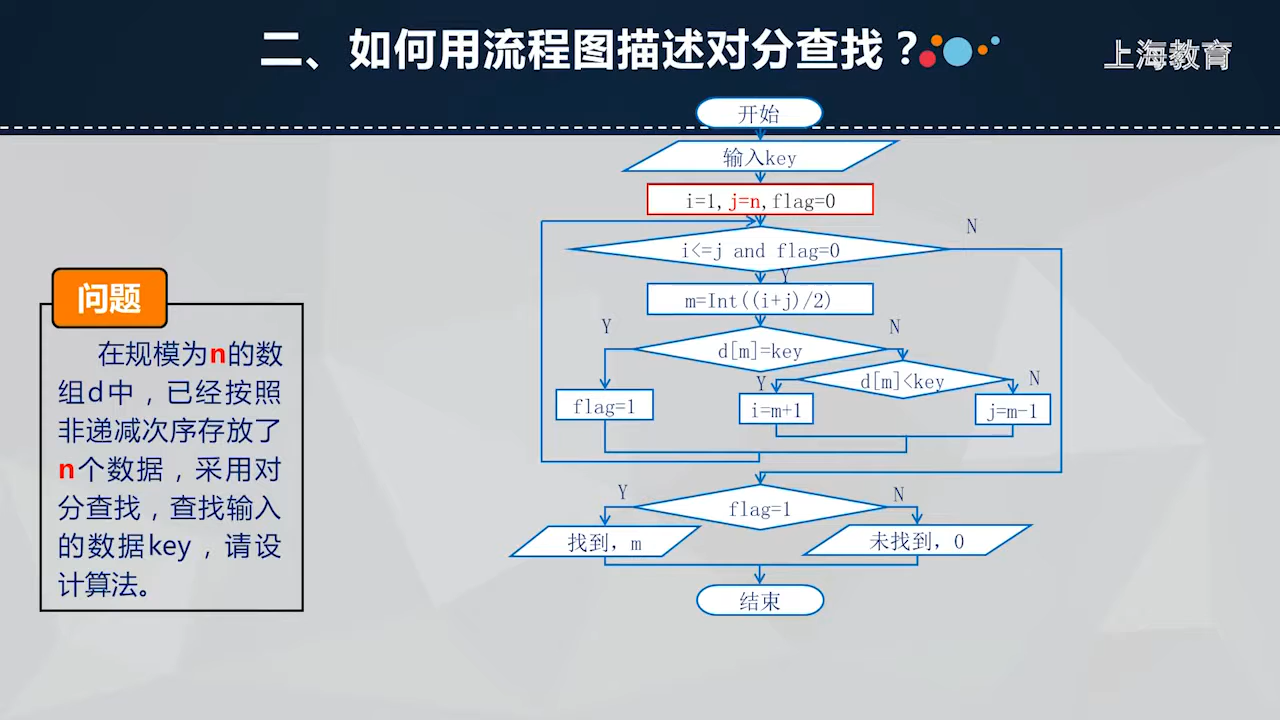 二、如何用流程图描述对分查找？
上海教育
问题
在规模为n的数
组d中，已经按照
非递减次序存放了
n个数据，采用对
分查找，查找输入
的数据key，请设
计算法。
开始
输入key
i=1,j=n,flag=0
i<=j and flag=0
N
Y
m=Int((i+j)/2)
Y
N
d[m]=key
d[m]<key
Y
N
flag=1
i=m+1
j=m-1
flag=1
Y
N
找到，m
未找到，0
结束